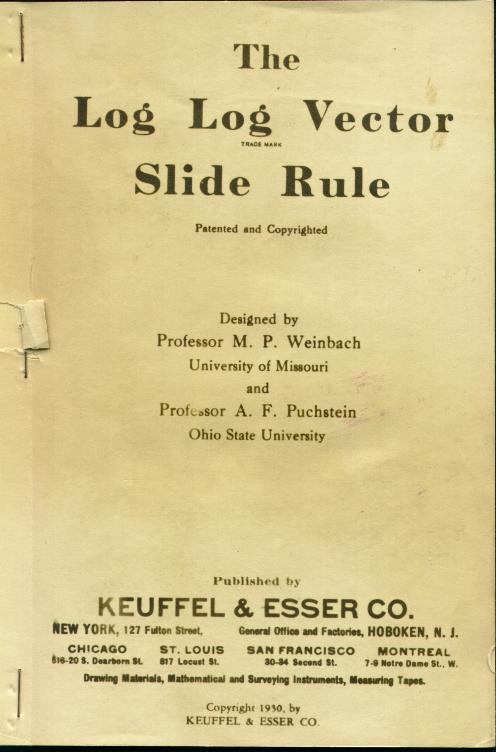 The
Log Log Vector
TRADE MARK
Slide Rule
Patented and Copyrighted
Designed by
Professor M. P. Weinbach
University of Missouri
and
Professor A. F. Puchstein
Ohio State University
Published by
KEUFFEL & ESSER CO.
NEW YORK, 127 Fulton Street, General Office and Factories, HOBOKEN, N. J.
CHICAGO ST. LOUIS SAN FRANCISCO MONTREAL
516-20 S. Dearborn St. 817 Locust St. 30-34 Second St. 7-9 Notre Dame St., W.
Drawing Materials, Mathematical and Surveying Instruments, Measuring Tapes.
Copyright 1930, by
KEUFFEL & ESSER CO.